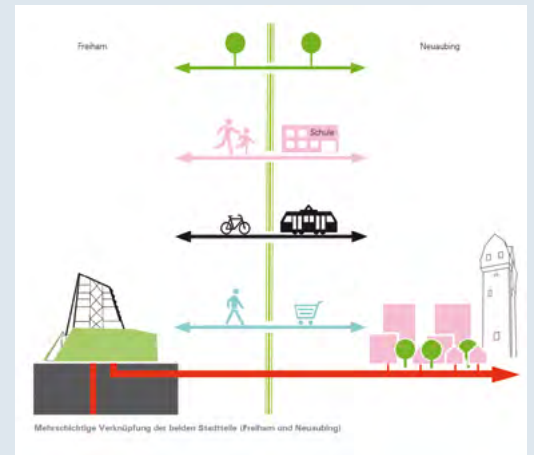 Freiham
Neuaubing
Schule
Mehrschichtige Verknüpfung der beiden Stadtteile (Freiham und Neuaubing)